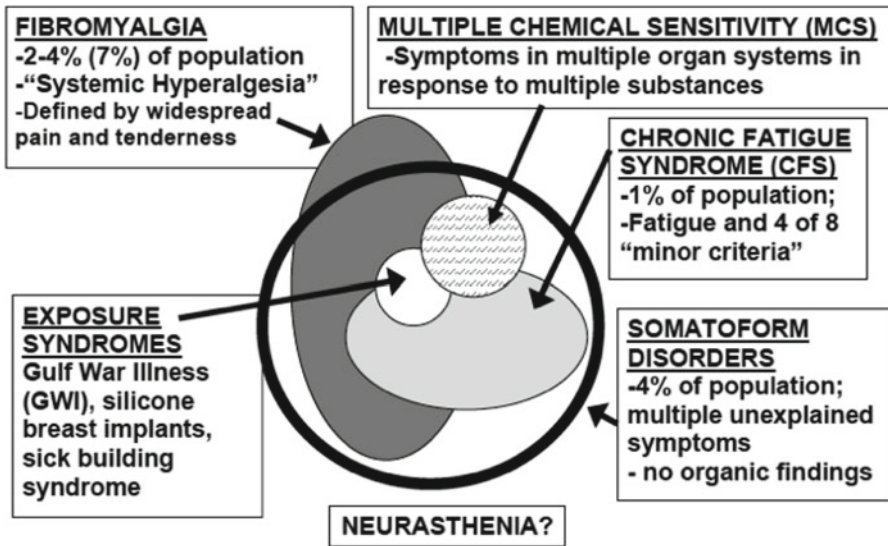 FIBROMYALGIA
-2-4% (7%) of population
-“Systemic Hyperalgesia”
-Defined by widespread
pain and tenderness
MULTIPLE CHEMICAL SENSITIVITY (MCS)
-Symptoms in multiple organ systems in
response to multiple substances
CHRONIC FATIGUE
SYNDROME (CFS)
-1% of population;
-Fatigue and 4 of 8
“minor criteria”
EXPOSURE
SYNDROMES
Gulf War Illness
(GWI), silicone
breast implants,
sick building
syndrome
SOMATOFORM
DISORDERS
-4% of population;
multiple unexplained
symptoms
- no organic findings
NEURASTHENIA?